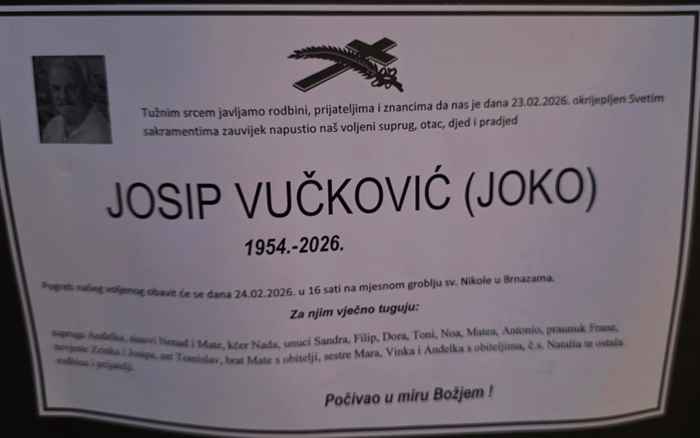 Tužnim srcem javljamo rodbini, prijateljima i znancima da nas je dana 23.02.2026. okrijepljen Svetim
sakramentima zauvijek napustio naš voljeni suprug, otac, djed i pradjed
JOSIP VUČKOVIĆ (JOKO)
1954.-2026.
Pogreb našeg voljenog obavit će se dana 24.02.2026. u 16 sati na mjesnom groblju sv. Nikole u Brnazama.
Za njim vječno tuguju:
supruga Anđelka, sinovi Nenad i Mate, kćer Nada, unuci Sandra, Filip, Dora, Toni, Noa, Matea, Antonio, praunuk Frane,
nevjeste Zrinka i Josipa, zet Tomislav, brat Mate s obitelji, sestre Mara, Vinka i Anđelka s obiteljima, č.s. Natalia te ostala
rodbina i prijatelji.
Počivao u miru Božjem !